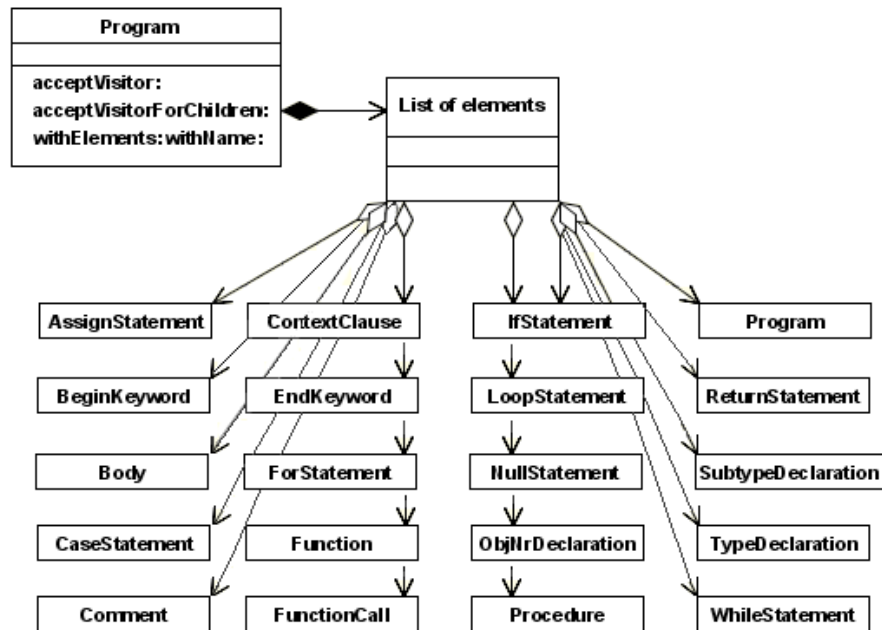 Program
acceptVisitor:
acceptVisitorForChildren:
withElements:withName:
List of elements
AssignStatement
ContextClause
IfStatement
Program
BeginKeyword
EndKeyword
LoopStatement
ReturnStatement
Body
ForStatement
NullStatement
SubtypeDeclaration
CaseStatement
Function
ObjNrDeclaration
TypeDeclaration
Comment
FunctionCall
Procedure
WhileStatement